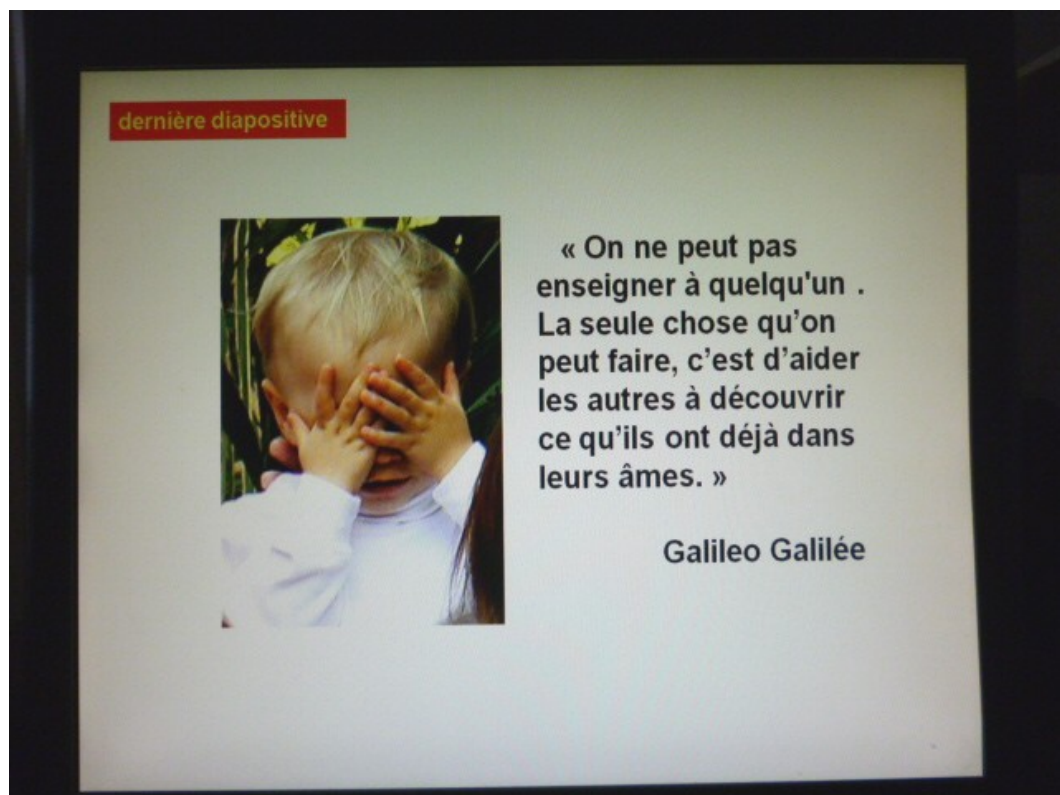 dernière diapositive
« On ne peut pas
enseigner à quelqu'un .
La seule chose qu’on
peut faire, c’est d’aider
les autres à découvrir
ce qu’ils ont déjà dans
leurs âmes. »
Galileo Galilée